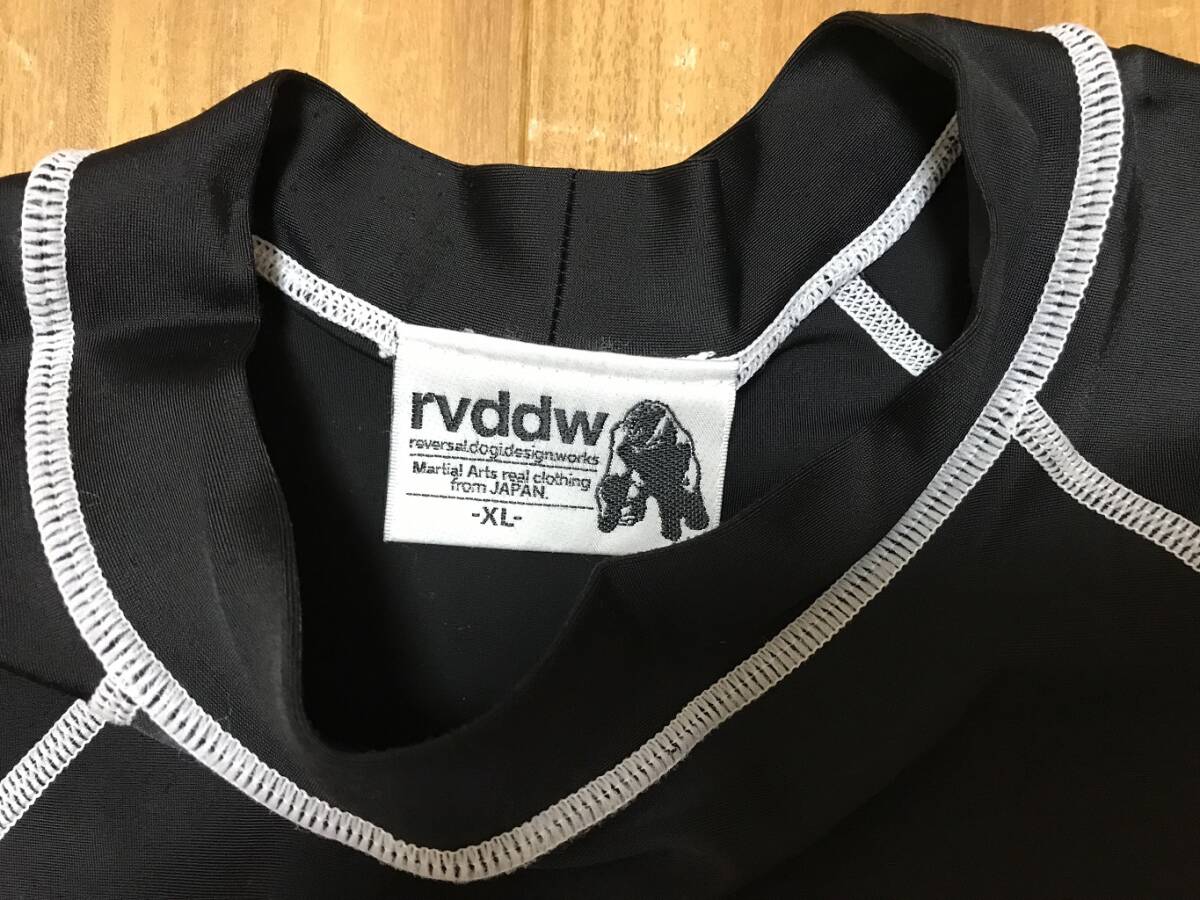 rvddw
reversal.dogi.design.works
Martial Arts real clothing
from JAPAN.
-XL-